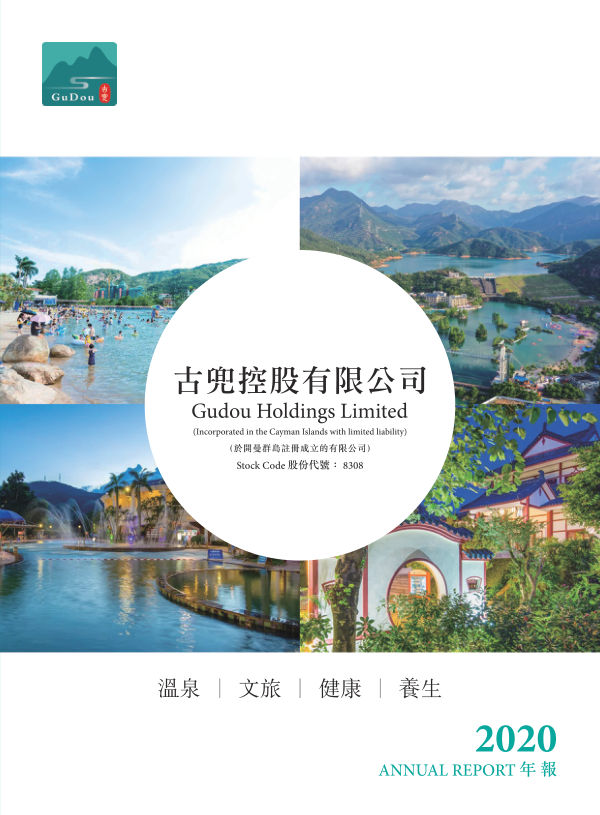 GuDou 古兜
古兜控股有限公司
Gudou Holdings Limited
(Incorporated in the Cayman Islands with limited liability)
(於開曼群島註冊成立的有限公司)
Stock Code 股份代號： 8308
溫泉 | 文旅 | 健康 | 養生
2020
ANNUAL REPORT 年報